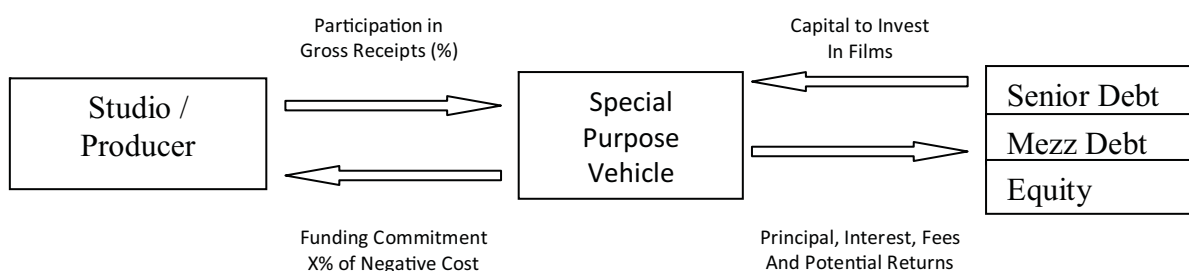 Participation in
Gross Receipts (%)
Capital to Invest
In Films
Studio /
Producer
Special
Purpose
Vehicle
Senior Debt
Mezz Debt
Equity
Funding Commitment
X% of Negative Cost
Principal, Interest, Fees
And Potential Returns